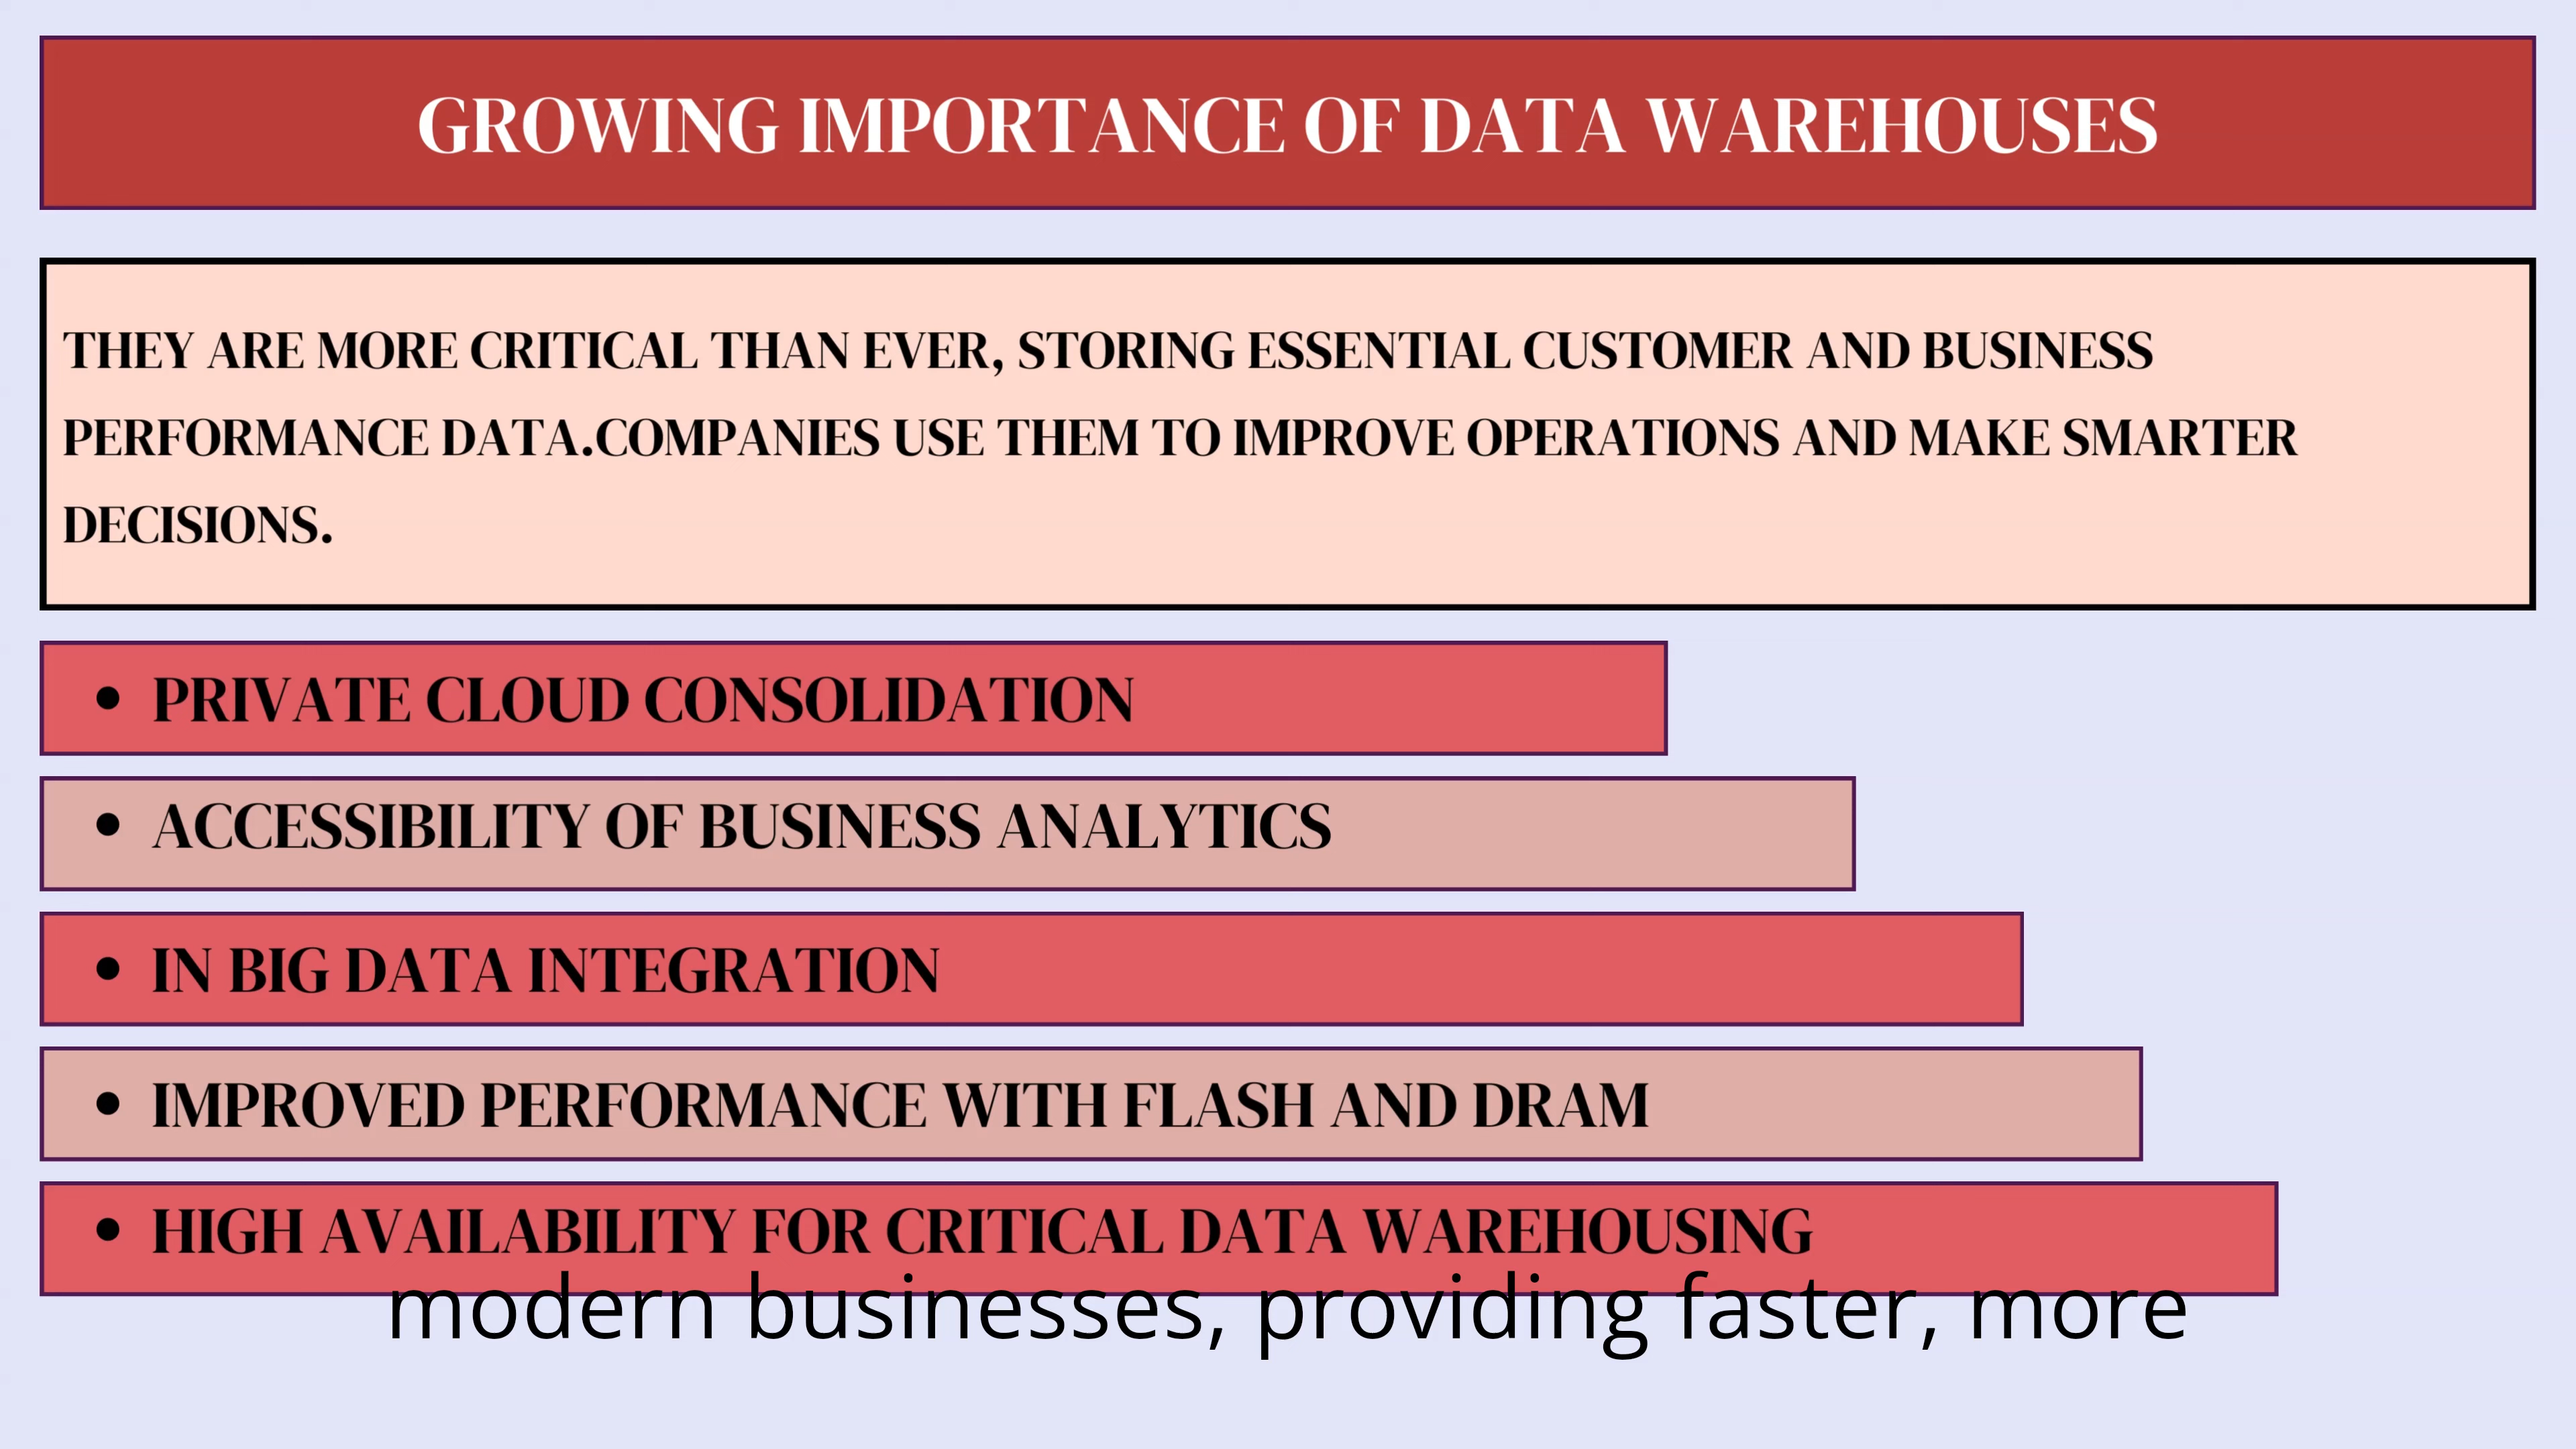 GROWING IMPORTANCE OF DATA WAREHOUSES
THEY ARE MORE CRITICAL THAN EVER, STORING ESSENTIAL CUSTOMER AND BUSINESS
PERFORMANCE DATA.COMPANIES USE THEM TO IMPROVE OPERATIONS AND MAKE SMARTER
DECISIONS.
• PRIVATE CLOUD CONSOLIDATION
• ACCESSIBILITY OF BUSINESS ANALYTICS
• IN BIG DATA INTEGRATION
• IMPROVED PERFORMANCE WITH FLASH AND DRAM
• HIGH AVAILABILITY FOR CRITICAL DATA WAREHOUSING
modern businesses, providing faster, more